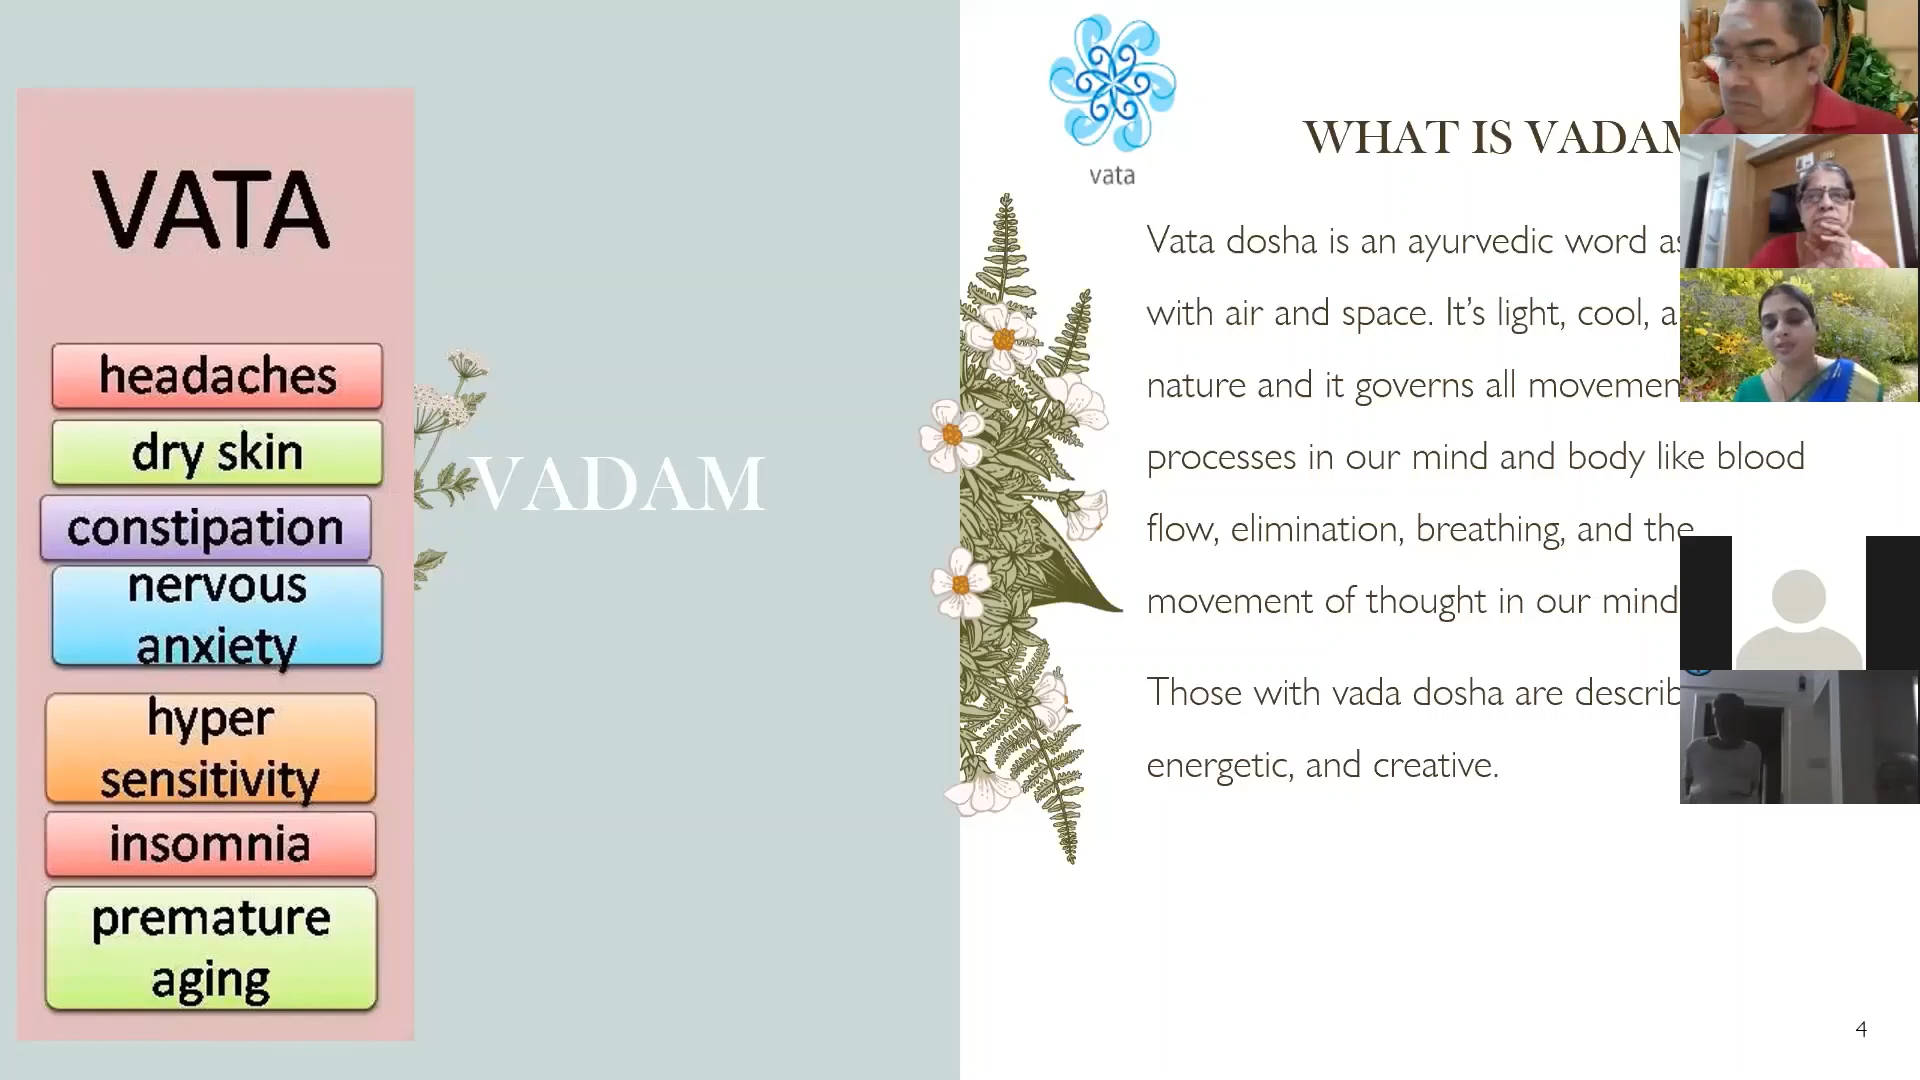 VATA
headaches
dry skin
constipation
nervous
anxiety
hyper
sensitivity
insomnia
premature
aging
VADAM
vata
WHAT IS VADAM
Vata dosha is an ayurvedic word
with air and space. It’s light, cool,
nature and it governs all
processes in our mind and body like blood
flow, elimination, breathing, and the
movement of thought in our mind
Those with vada dosha are
energetic, and creative.
4